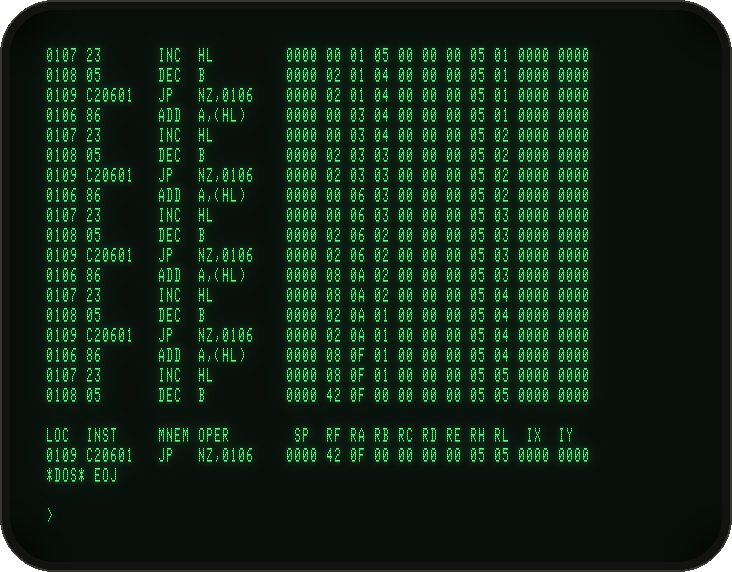 0107 23       INC  HL         0000 00 01 05 00 00 00 05 01 0000 0000
0108 05       DEC  B          0000 02 01 04 00 00 00 05 01 0000 0000
0109 C20601   JP   NZ,0106    0000 02 01 04 00 00 00 05 01 0000 0000
0106 86       ADD  A,(HL)     0000 00 03 04 00 00 00 05 01 0000 0000
0107 23       INC  HL         0000 00 03 04 00 00 00 05 02 0000 0000
0108 05       DEC  B          0000 02 03 03 00 00 00 05 02 0000 0000
0109 C20601   JP   NZ,0106    0000 02 03 03 00 00 00 05 02 0000 0000
0106 86       ADD  A,(HL)     0000 00 06 03 00 00 00 05 02 0000 0000
0107 23       INC  HL         0000 00 06 03 00 00 00 05 03 0000 0000
0108 05       DEC  B          0000 02 06 02 00 00 00 05 03 0000 0000
0109 C20601   JP   NZ,0106    0000 02 06 02 00 00 00 05 03 0000 0000
0106 86       ADD  A,(HL)     0000 08 0A 02 00 00 00 05 03 0000 0000
0107 23       INC  HL         0000 08 0A 02 00 00 00 05 04 0000 0000
0108 05       DEC  B          0000 02 0A 01 00 00 00 05 04 0000 0000
0109 C20601   JP   NZ,0106    0000 02 0A 01 00 00 00 05 04 0000 0000
0106 86       ADD  A,(HL)     0000 08 0F 01 00 00 00 05 04 0000 0000
0107 23       INC  HL         0000 08 0F 01 00 00 00 05 05 0000 0000
0108 05       DEC  B          0000 42 0F 00 00 00 00 05 05 0000 0000
LOC  INST     MNEM OPER        SP  RF RA RB RC RD RE RH RL  IX  IY
0109 C20601   JP   NZ,0106    0000 42 0F 00 00 00 00 05 05 0000 0000
*DOS* EOJ
>